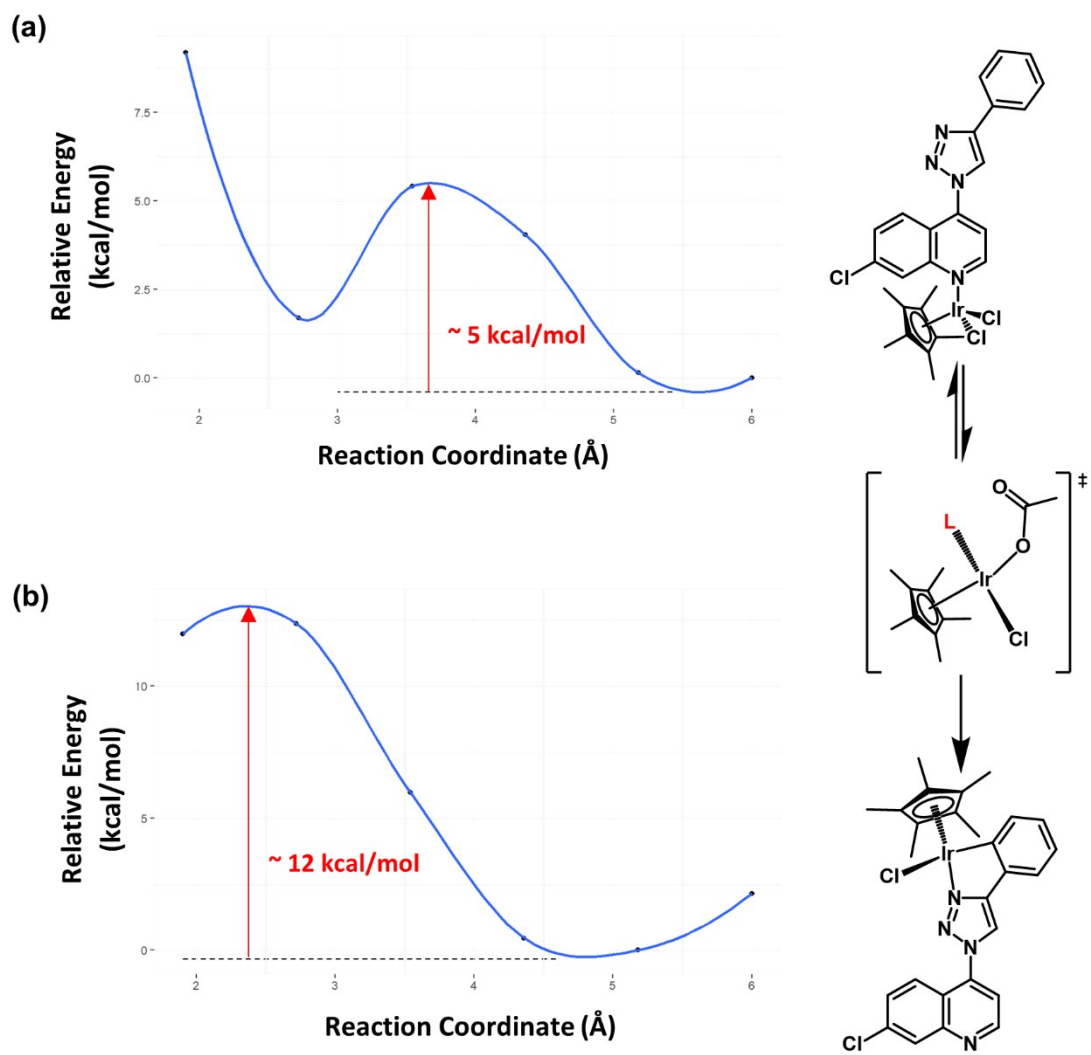 (a)
Relative Energy
(kcal/mol)
7.5
5.0
2.5
0.0
~ 5 kcal/mol
2 3 4 5 6
Reaction Coordinate (Å)
(b)
Relative Energy
(kcal/mol)
10
5
0
~ 12 kcal/mol
2 3 4 5 6
Reaction Coordinate (Å)
N
N
N
Cl
N
Ir
Cl
Cl
‡
O
L
O
Ir
Cl
Ir
Cl
N
N
N
Cl
N